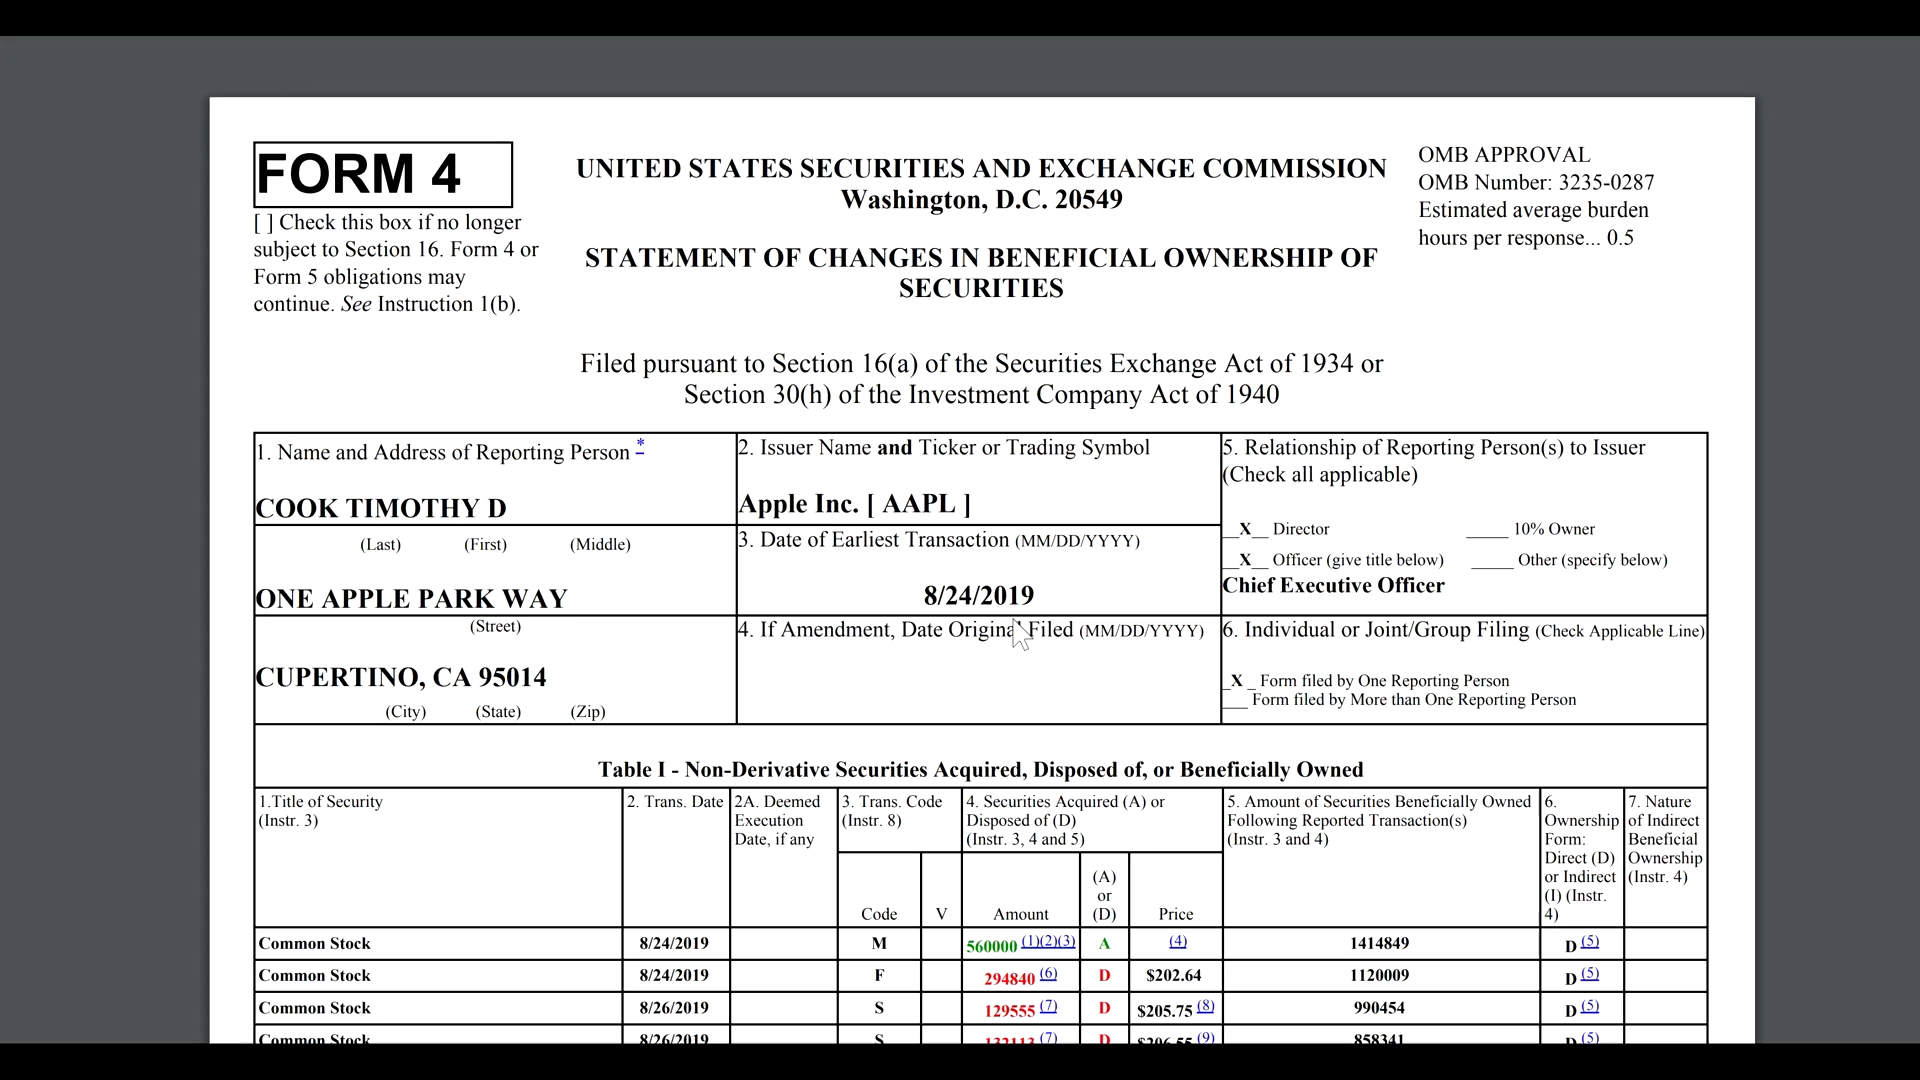 FORM 4
[ ] Check this box if no longer
subject to Section 16. Form 4 or
Form 5 obligations may
continue. See Instruction 1(b).
UNITED STATES SECURITIES AND EXCHANGE COMMISSION
Washington, D.C. 20549
STATEMENT OF CHANGES IN BENEFICIAL OWNERSHIP OF
SECURITIES
Filed pursuant to Section 16(a) of the Securities Exchange Act of 1934 or
Section 30(h) of the Investment Company Act of 1940
OMB APPROVAL
OMB Number: 3235-0287
Estimated average burden
hours per response... 0.5
1. Name and Address of Reporting Person *
COOK TIMOTHY D
(Last) (First) (Middle)
ONE APPLE PARK WAY
(Street)
CUPERTINO, CA 95014
(City) (State) (Zip)
2. Issuer Name and Ticker or Trading Symbol
Apple Inc. [ AAPL ]
3. Date of Earliest Transaction (MM/DD/YYYY)
8/24/2019
4. If Amendment, Date Original Filed (MM/DD/YYYY)
5. Relationship of Reporting Person(s) to Issuer
(Check all applicable)
__X__ Director _____ 10% Owner
__X__ Officer (give title below) _____ Other (specify below)
Chief Executive Officer
6. Individual or Joint/Group Filing (Check Applicable Line)
_X _ Form filed by One Reporting Person
___ Form filed by More than One Reporting Person
Table I - Non-Derivative Securities Acquired, Disposed of, or Beneficially Owned
1.Title of Security
(Instr. 3)
2. Trans. Date
2A. Deemed
Execution
Date, if any
3. Trans. Code
(Instr. 8)
4. Securities Acquired (A) or
Disposed of (D)
(Instr. 3, 4 and 5)
5. Amount of Securities Beneficially Owned
Following Reported Transaction(s)
(Instr. 3 and 4)
6.
Ownership
Form:
Direct (D)
or Indirect
(I) (Instr.
4)
7. Nature
of Indirect
Beneficial
Ownership
(Instr. 4)
Code V Amount
(A)
or
(D)
Price
Common Stock 8/24/2019 M 560000 (1)(2)(3) A (4) 1414849 D (5)
Common Stock 8/24/2019 F 294840 (6) D $202.64 1120009 D (5)
Common Stock 8/26/2019 S 129555 (7) D $205.75 (8) 990454 D (5)
Common Stock 8/26/2019 S 132113 (7) D $206.55 (9) 858341 D (5)